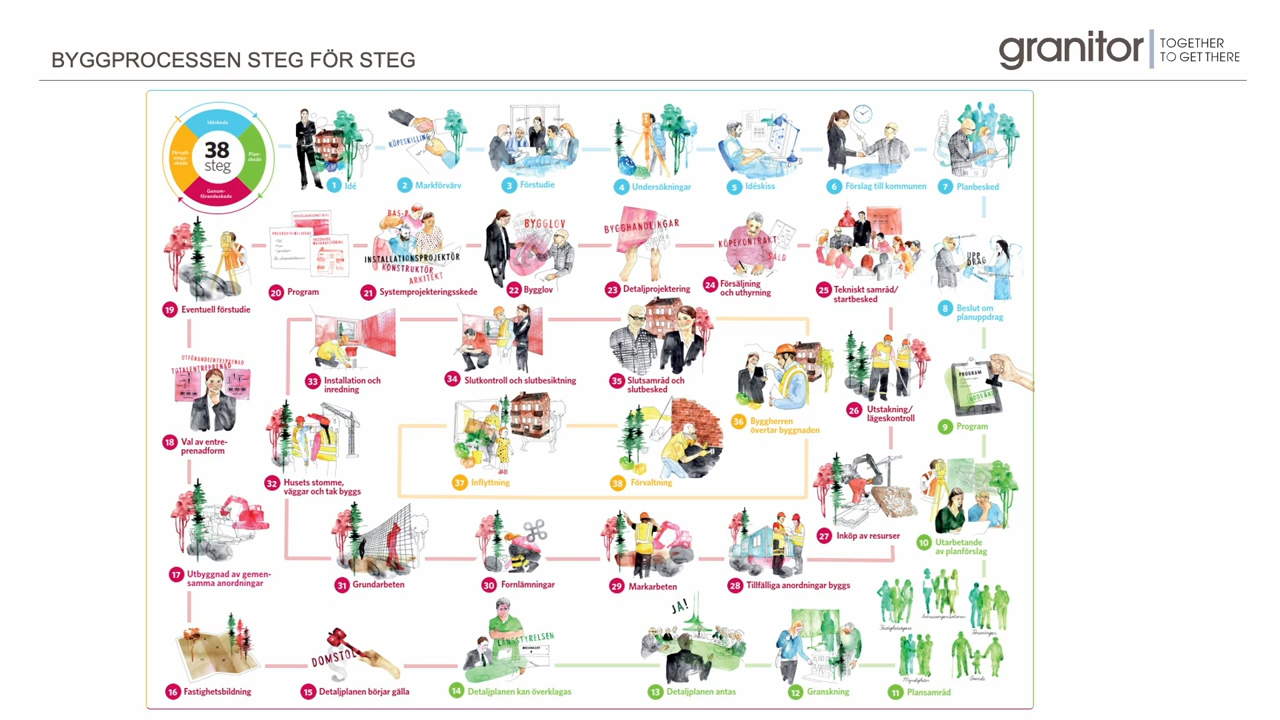 BYGGPROCESSEN STEG FÖR STEG
granitor
TOGETHER
TO GET THERE
Idéskede
Plan-
skede
Genom-
förandeskede
38
steg
1 Idé
KÖPESKILLING
2 Markförvärv
3 Förstudie
4 Undersökningar
5 Idéskiss
6 Förslag till kommunen
7 Planbesked
UPP
DRAG
8 Beslut om
planuppdrag
PROGRAM
9 Program
10 Utarbetande
av planförslag
Myndigheter
11 Plansamråd
12 Granskning
JA!
13 Detaljplanen antas
LÄNSSTYRELSEN
14 Detaljplanen kan överklagas
DOMSTOL
15 Detaljplanen börjar gälla
16 Fastighetsbildning
17 Utbyggnad av gemen-
samma anordningar
UTFÖRANDEENTREPRENAD
TOTALENTREPRENAD
18 Val av entre-
prenadform
19 Eventuell förstudie
20 Program
INSTALLATIONSPROJEKTÖR
KONSTRUKTÖR
ARKITEKT
21 Systemprojekteringsskede
BYGGLOV
22 Bygglov
BYGGHANDLINGAR
23 Detaljprojektering
KÖPEKONTRAKT
SÅLD
24 Försäljning
och uthyrning
25 Tekniskt samråd/
startbesked
26 Utstakning/
lägeskontroll
27 Inköp av resurser
28 Tillfälliga anordningar byggs
29 Markarbeten
30 Fornlämningar
31 Grundarbeten
32 Husets stomme,
väggar och tak byggs
33 Installation och
inredning
34 Slutkontroll och slutbesiktning
35 Slutsamråd och
slutbesked
36 Byggherren
övertar byggnaden
37 Inflyttning
38 Förvaltning